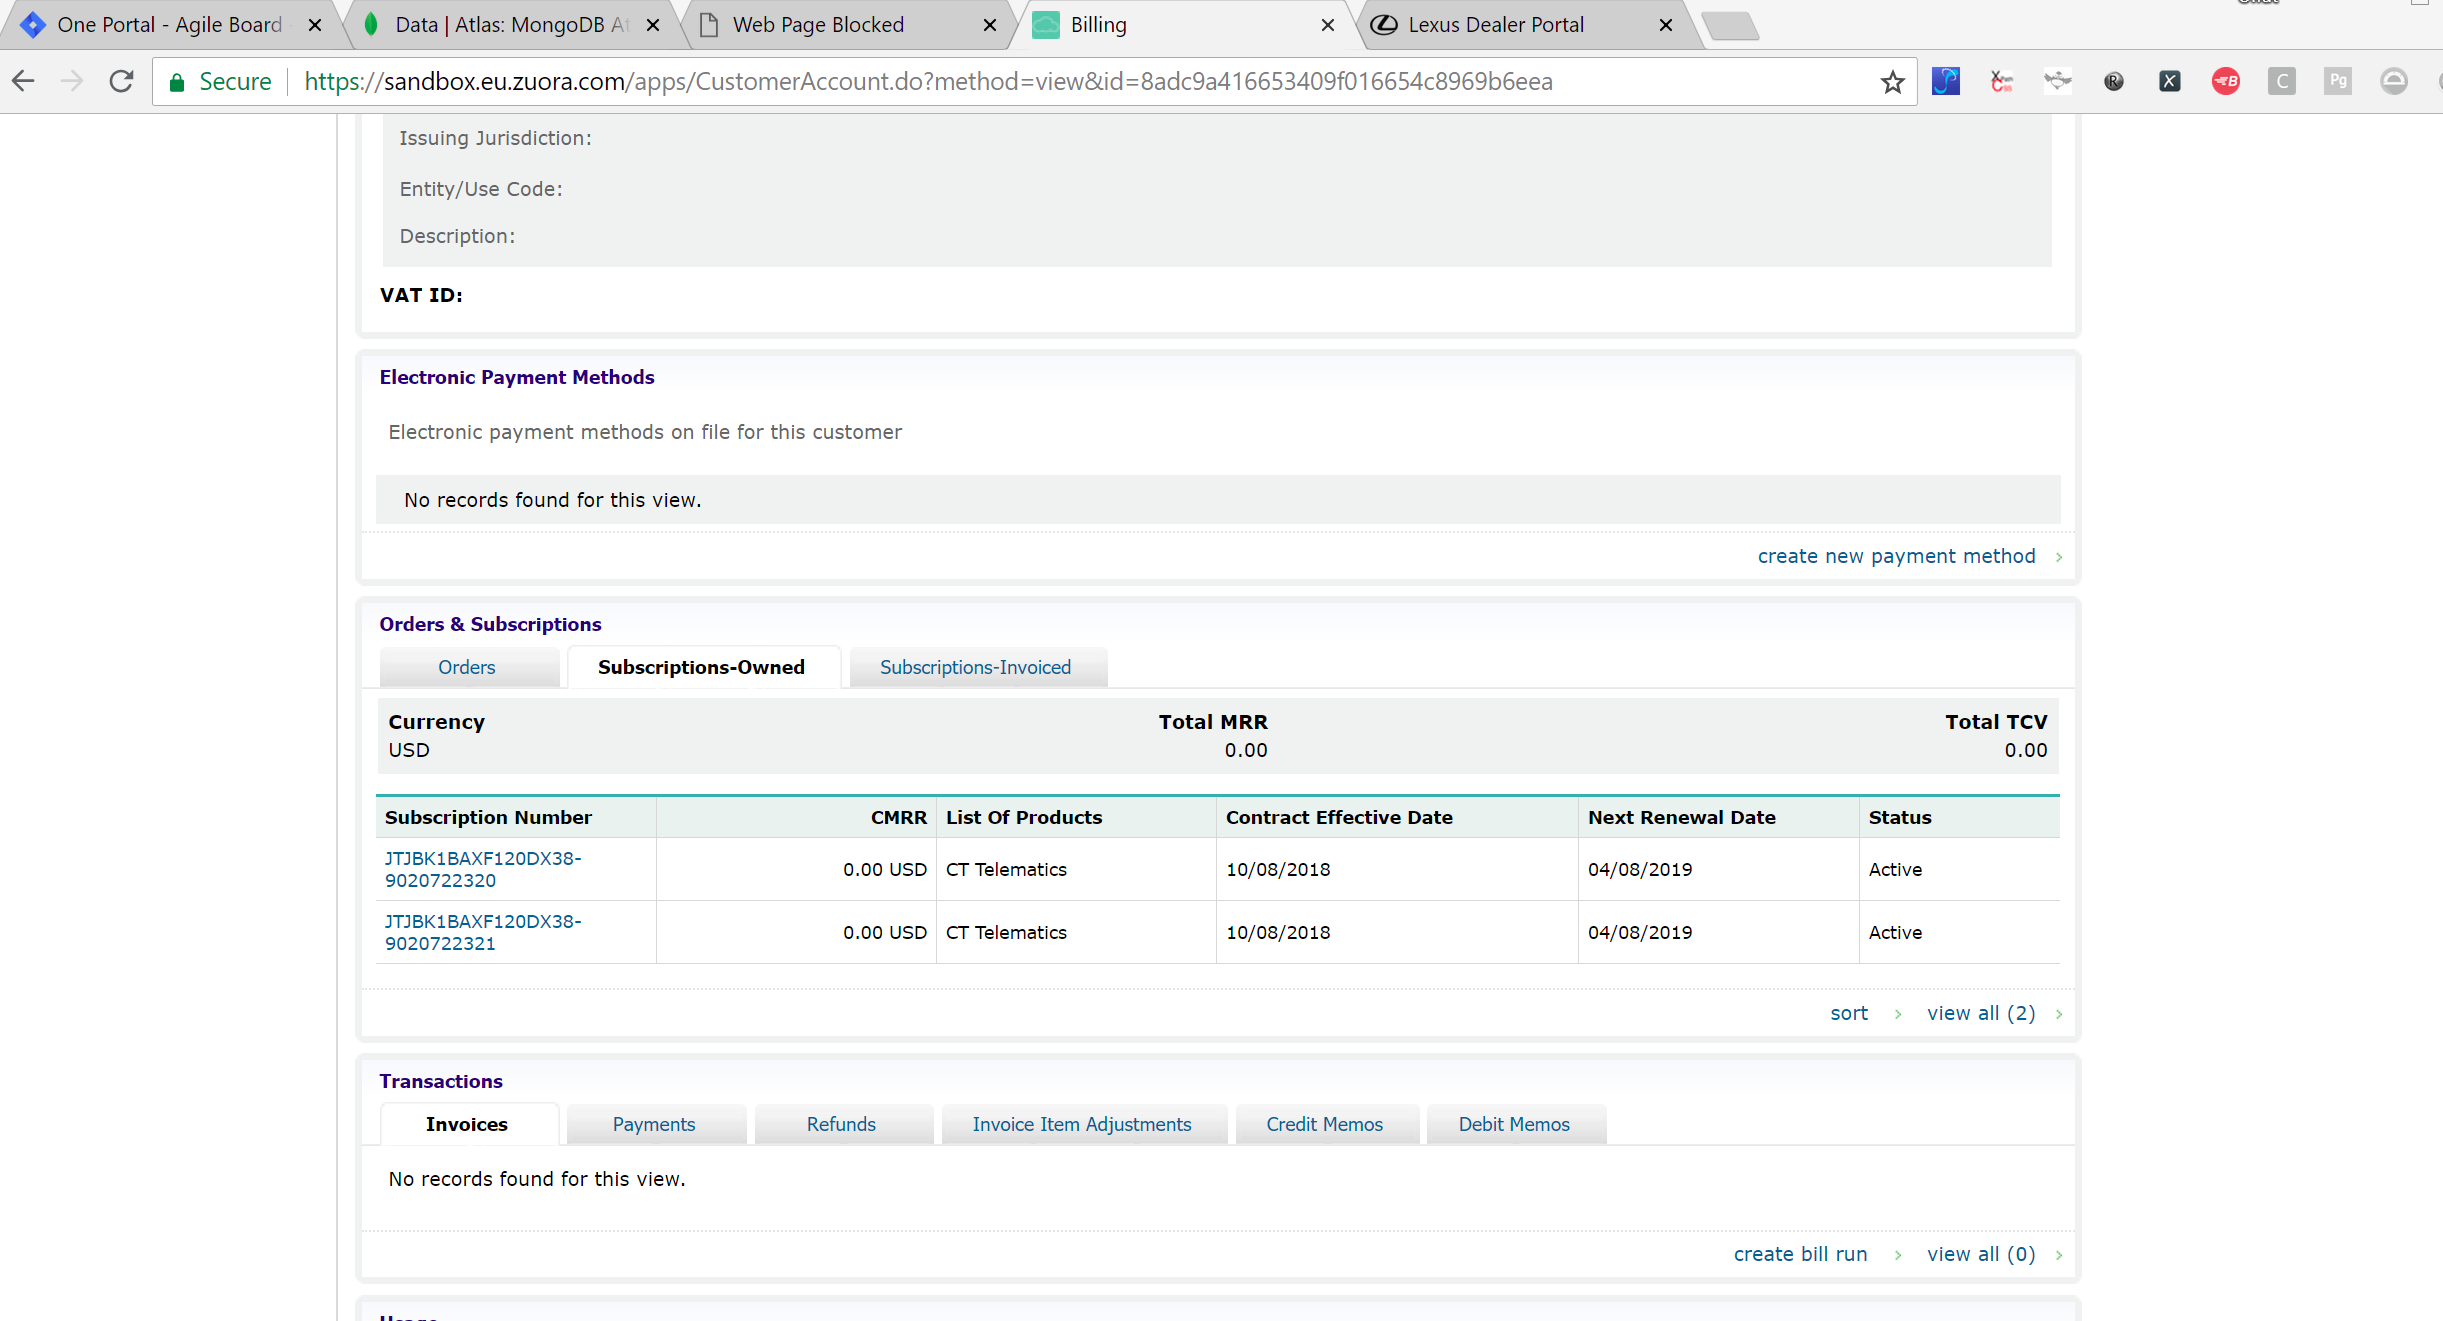 One Portal - Agile Board
Data | Atlas: MongoDB At
Web Page Blocked
Billing
Lexus Dealer Portal
Secure
https://sandbox.eu.zuora.com/apps/CustomerAccount.do?method=view&id=8adc9a416653409f016654c8969b6eea
Issuing Jurisdiction:
Entity/Use Code:
Description:
VAT ID:
Electronic Payment Methods
Electronic payment methods on file for this customer
No records found for this view.
create new payment method
Orders & Subscriptions
Orders Subscriptions-Owned Subscriptions-Invoiced
Currency Total MRR Total TCV
USD 0.00 0.00
Subscription Number CMRR List Of Products Contract Effective Date Next Renewal Date Status
JTJBK1BAXF120DX38-
9020722320 0.00 USD CT Telematics 10/08/2018 04/08/2019 Active
JTJBK1BAXF120DX38-
9020722321 0.00 USD CT Telematics 10/08/2018 04/08/2019 Active
sort view all (2)
Transactions
Invoices Payments Refunds Invoice Item Adjustments Credit Memos Debit Memos
No records found for this view.
create bill run view all (0)